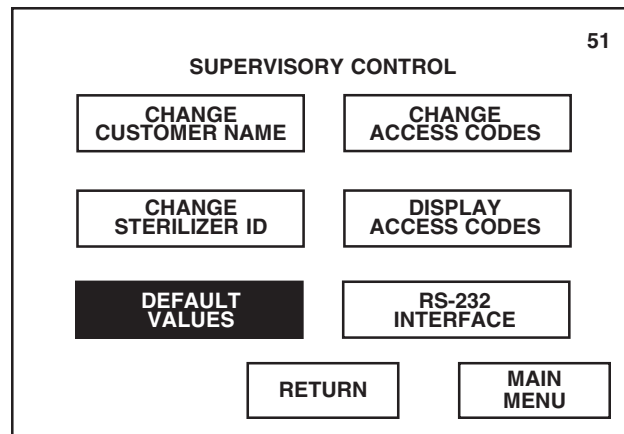 51
SUPERVISORY CONTROL
CHANGE
CUSTOMER NAME
CHANGE
ACCESS CODES
CHANGE
STERILIZER ID
DISPLAY
ACCESS CODES
DEFAULT
VALUES
RS-232
INTERFACE
RETURN
MAIN
MENU